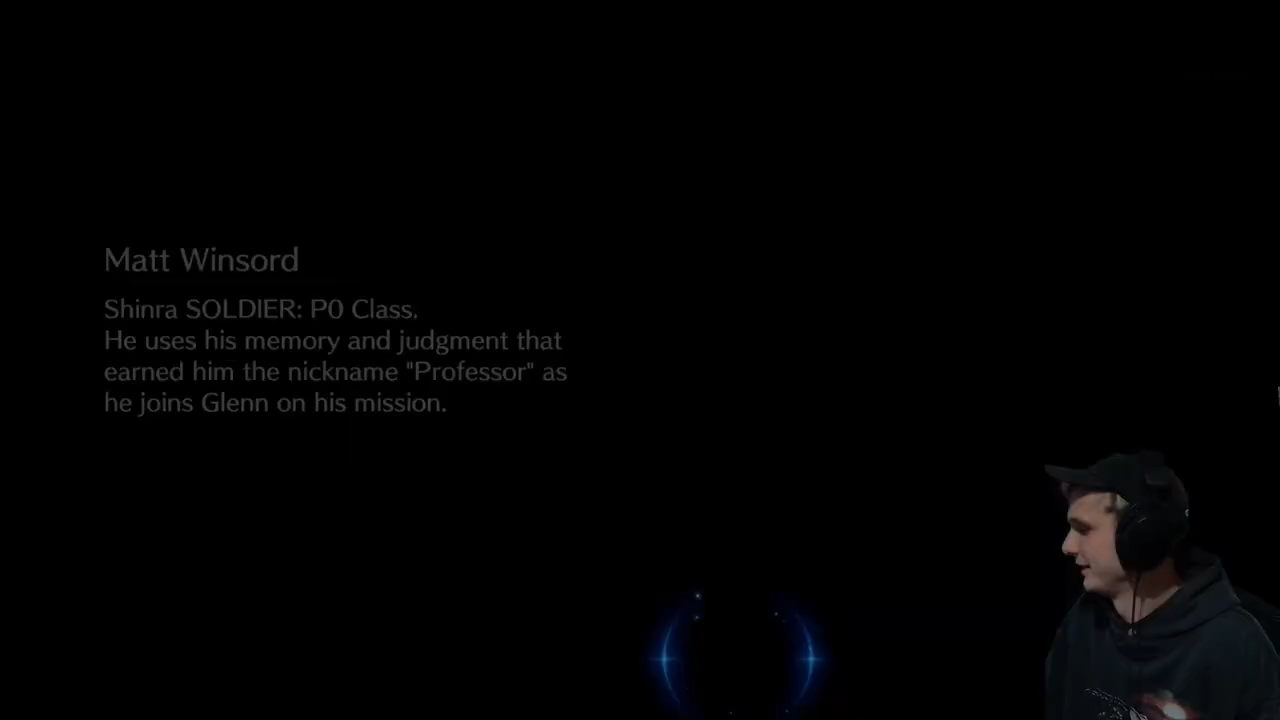 Matt Winsord
Shinra SOLDIER: P0 Class.
He uses his memory and judgment that
earned him the nickname "Professor" as
he joins Glenn on his mission.